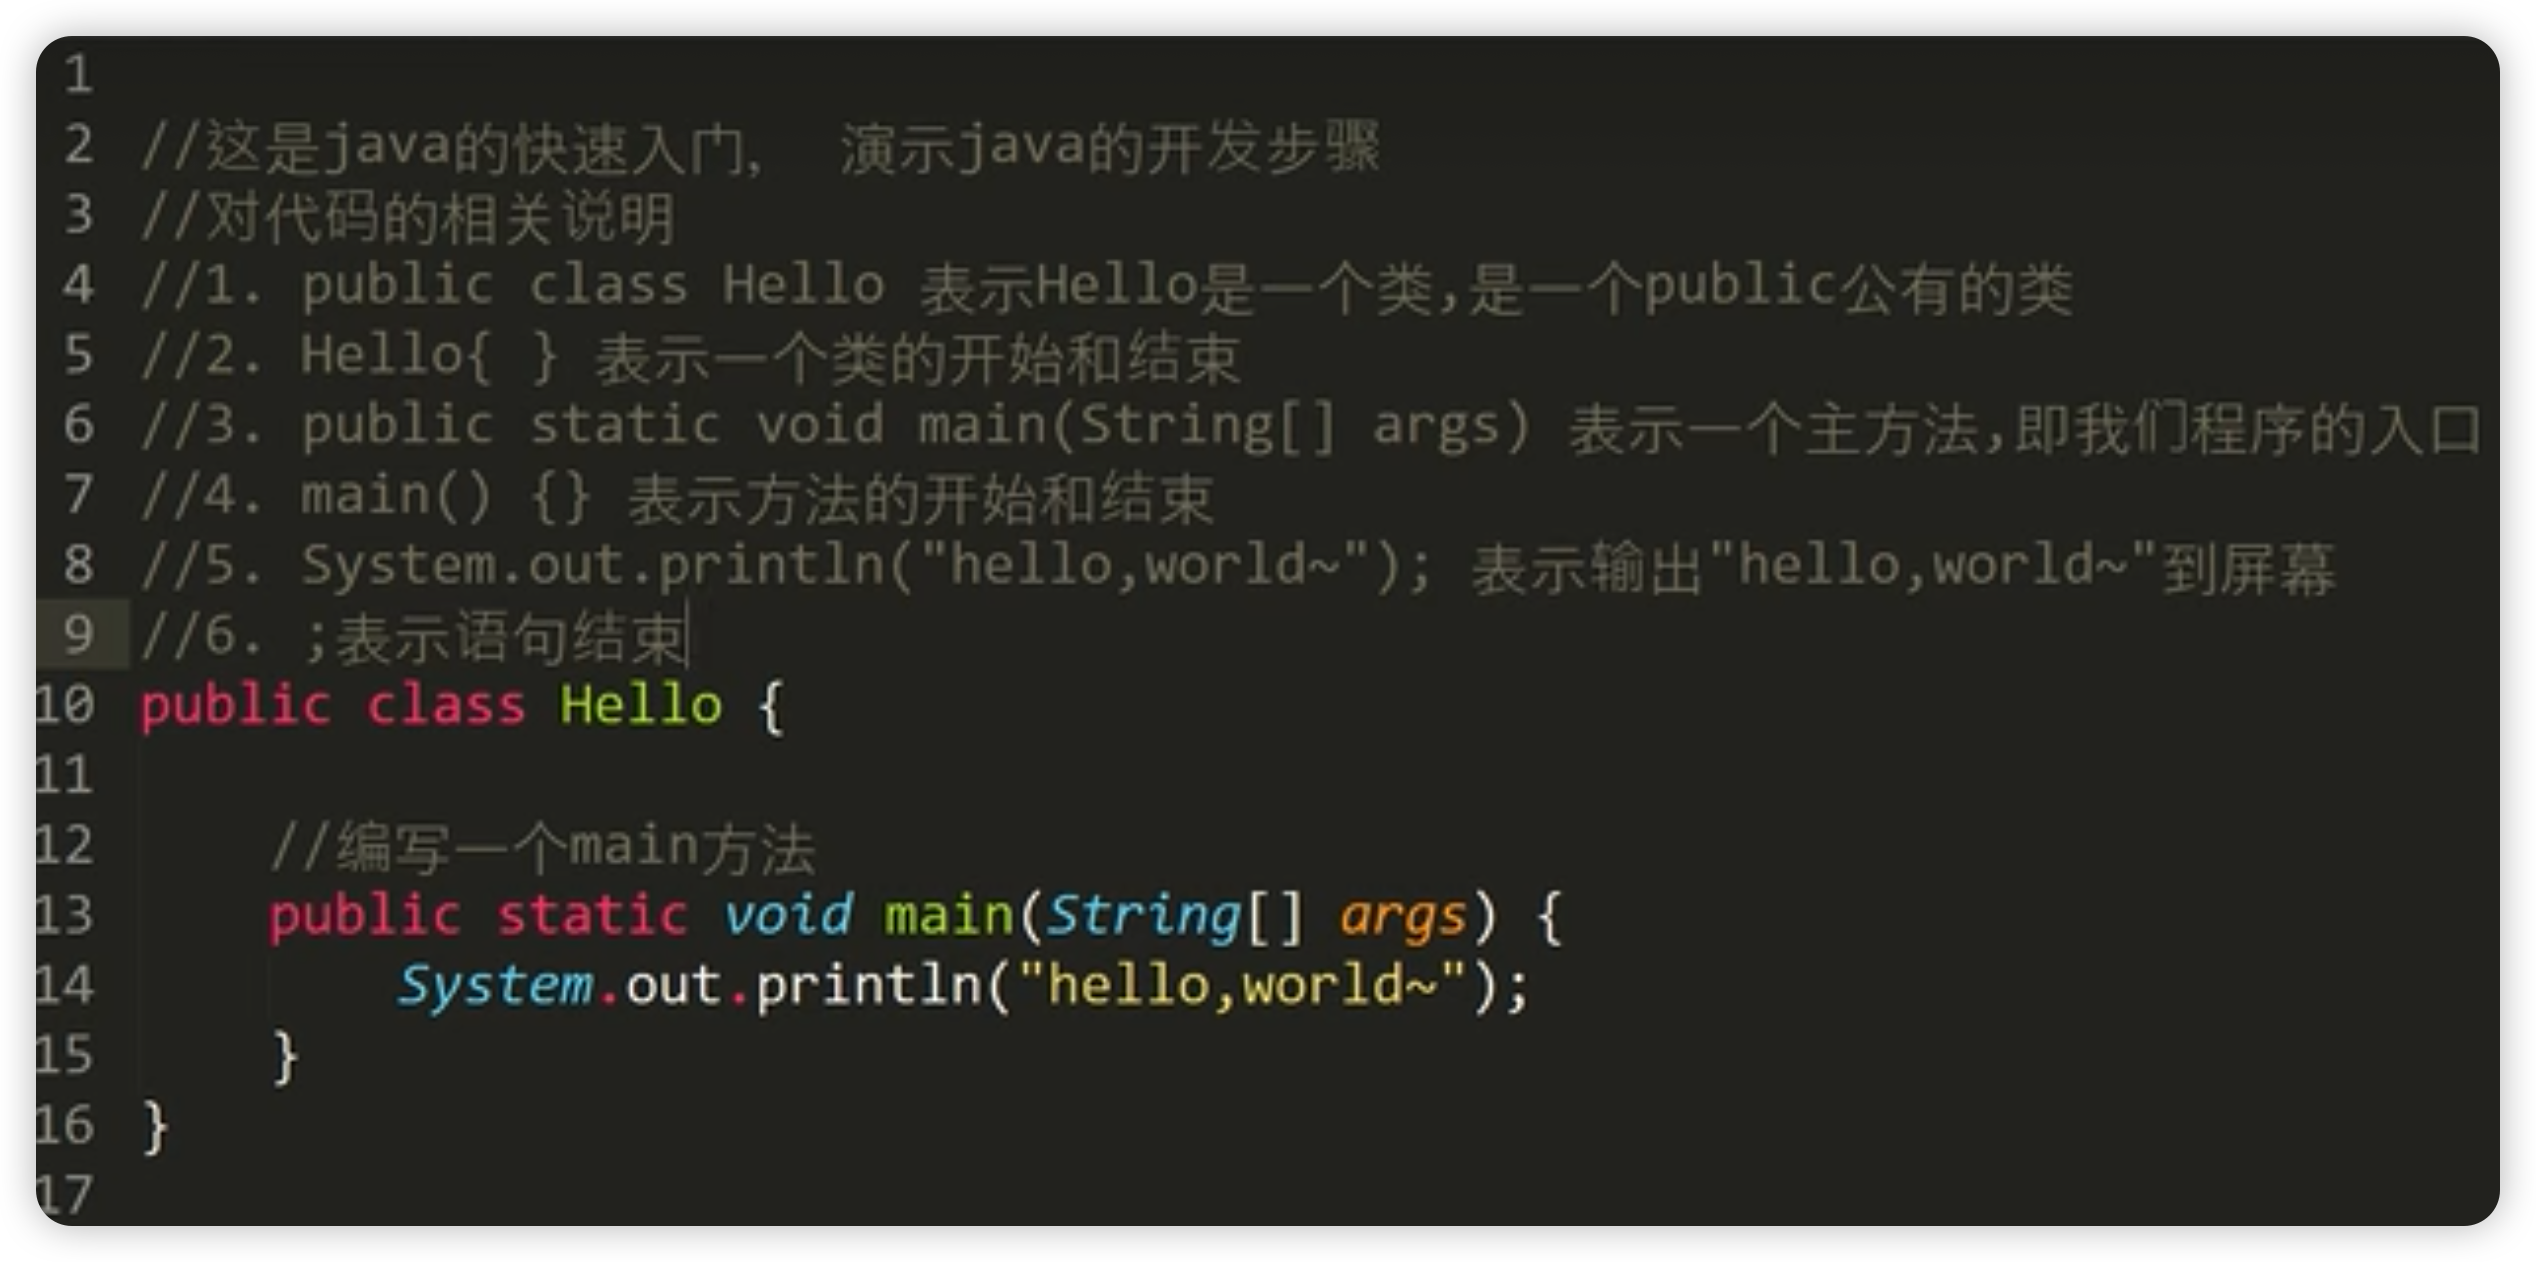 1
2 //这是java的快速入门， 演示java的开发步骤
3 //对代码的相关说明
4 //1. public class Hello 表示Hello是一个类,是一个public公有的类
5 //2. Hello{ } 表示一个类的开始和结束
6 //3. public static void main(String[] args) 表示一个主方法,即我们程序的入口
7 //4. main() {} 表示方法的开始和结束
8 //5. System.out.println("hello,world~"); 表示输出"hello,world~"到屏幕
9 //6. ;表示语句结束
10 public class Hello {
11
12     //编写一个main方法
13     public static void main(String[] args) {
14         System.out.println("hello,world~");
15     }
16 }
17